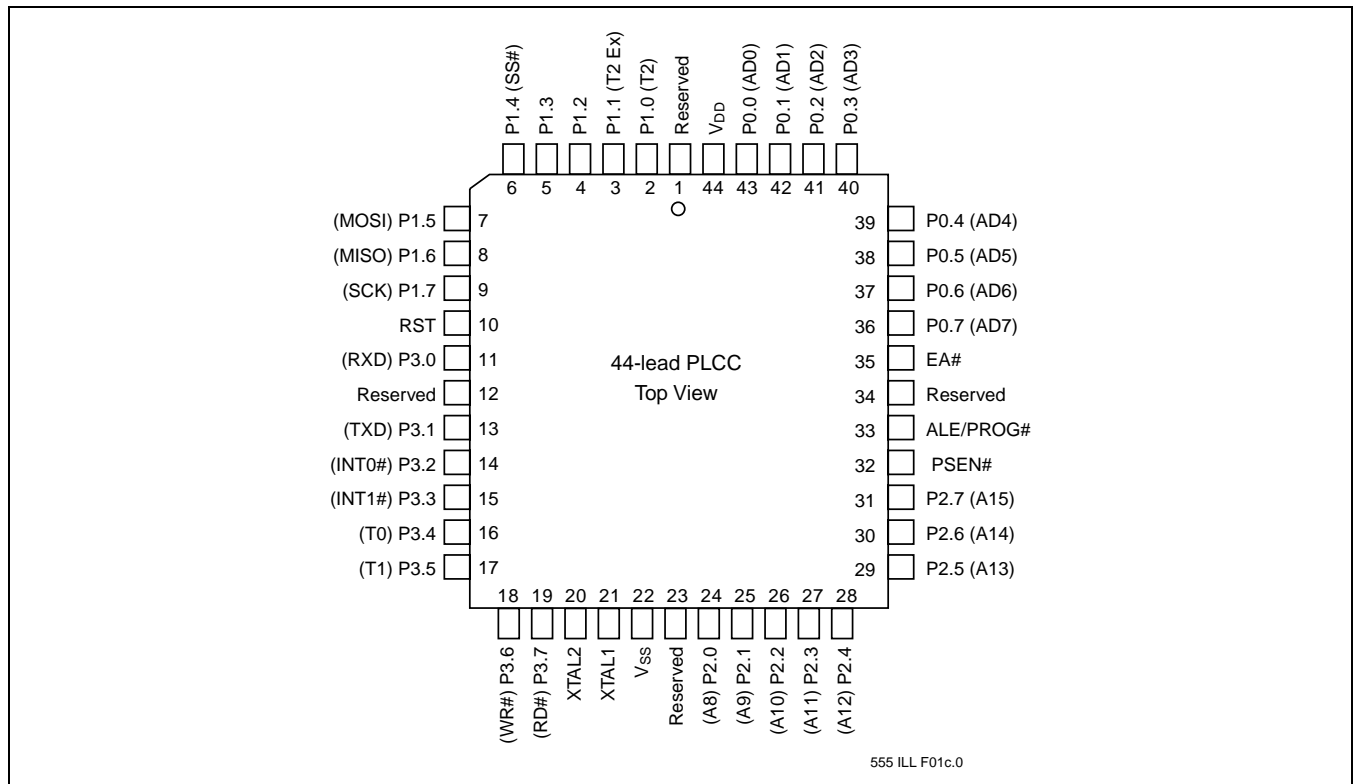 P1.4 (SS#)
P1.3
P1.2
P1.1 (T2 Ex)
P1.0 (T2)
Reserved
VDD
P0.0 (AD0)
P0.1 (AD1)
P0.2 (AD2)
P0.3 (AD3)
6 5 4 3 2 1 44 43 42 41 40
(MOSI) P1.5 7
(MISO) P1.6 8
(SCK) P1.7 9
RST 10
(RXD) P3.0 11
Reserved 12
(TXD) P3.1 13
(INT0#) P3.2 14
(INT1#) P3.3 15
(T0) P3.4 16
(T1) P3.5 17
44-lead PLCC
Top View
39 P0.4 (AD4)
38 P0.5 (AD5)
37 P0.6 (AD6)
36 P0.7 (AD7)
35 EA#
34 Reserved
33 ALE/PROG#
32 PSEN#
31 P2.7 (A15)
30 P2.6 (A14)
29 P2.5 (A13)
18 19 20 21 22 23 24 25 26 27 28
(WR#) P3.6
(RD#) P3.7
XTAL2
XTAL1
VSS
Reserved
(A8) P2.0
(A9) P2.1
(A10) P2.2
(A11) P2.3
(A12) P2.4
555 ILL F01c.0